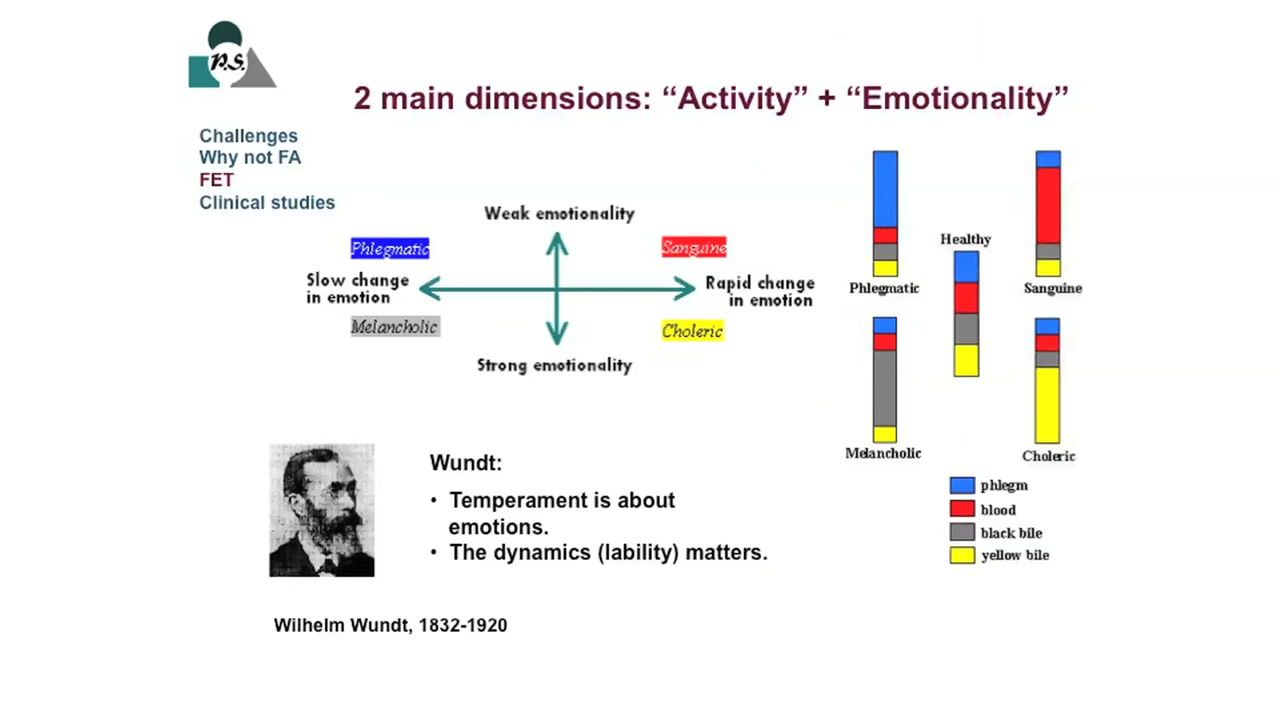 P.S.
2 main dimensions: “Activity” + “Emotionality”
Challenges
Why not FA
FET
Clinical studies
Weak emotionality
Phlegmatic
Sanguine
Slow change
in emotion
Rapid change
in emotion
Melancholic
Choleric
Strong emotionality
Phlegmatic
Healthy
Sanguine
Melancholic
Choleric
phlegm
blood
black bile
yellow bile
Wundt:
• Temperament is about
emotions.
• The dynamics (lability) matters.
Wilhelm Wundt, 1832-1920